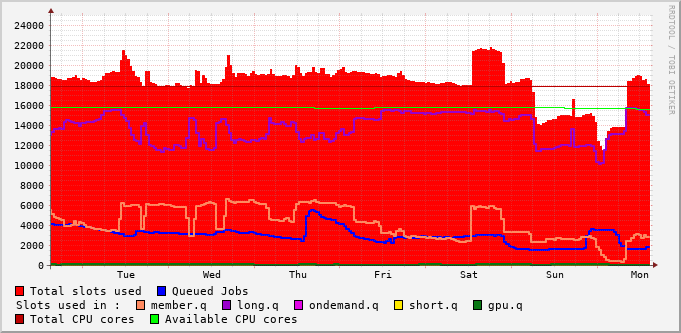 RRDTOOL / TOBI OETIKER
24000
22000
20000
18000
16000
14000
12000
10000
8000
6000
4000
2000
0
Tue Wed Thu Fri Sat Sun Mon
Total slots used Queued Jobs
Slots used in : member.q long.q ondemand.q short.q gpu.q
Total CPU cores Available CPU cores